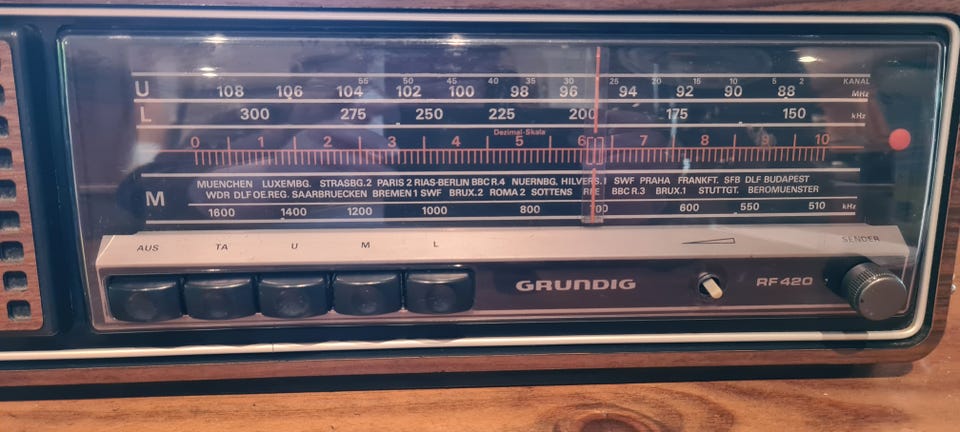 55 50 45 40 35 30 25 20 15 10 5 2 KANAL
U 108 106 104 102 100 98 96 94 92 90 88 MHz
L 300 275 250 225 200 175 150 kHz
Dezimal-Skala
0 1 2 3 4 5 6 7 8 9 10
MUENCHEN LUXEMBG. STRASBG.2 PARIS 2 RIAS-BERLIN BBC R.4 NUERNBG. HILVERS.1 SWF PRAHA FRANKFT. SFB DLF BUDAPEST
M WDR DLF OE.REG. SAARBRUECKEN BREMEN 1 SWF BRUX.2 ROMA 2 SOTTENS BBC R.3 BRUX.1 STUTTGT. BEROMUENSTER
1600 1400 1200 1000 800 700 600 550 510 kHz
AUS TA U M L SENDER
GRUNDIG RF 420